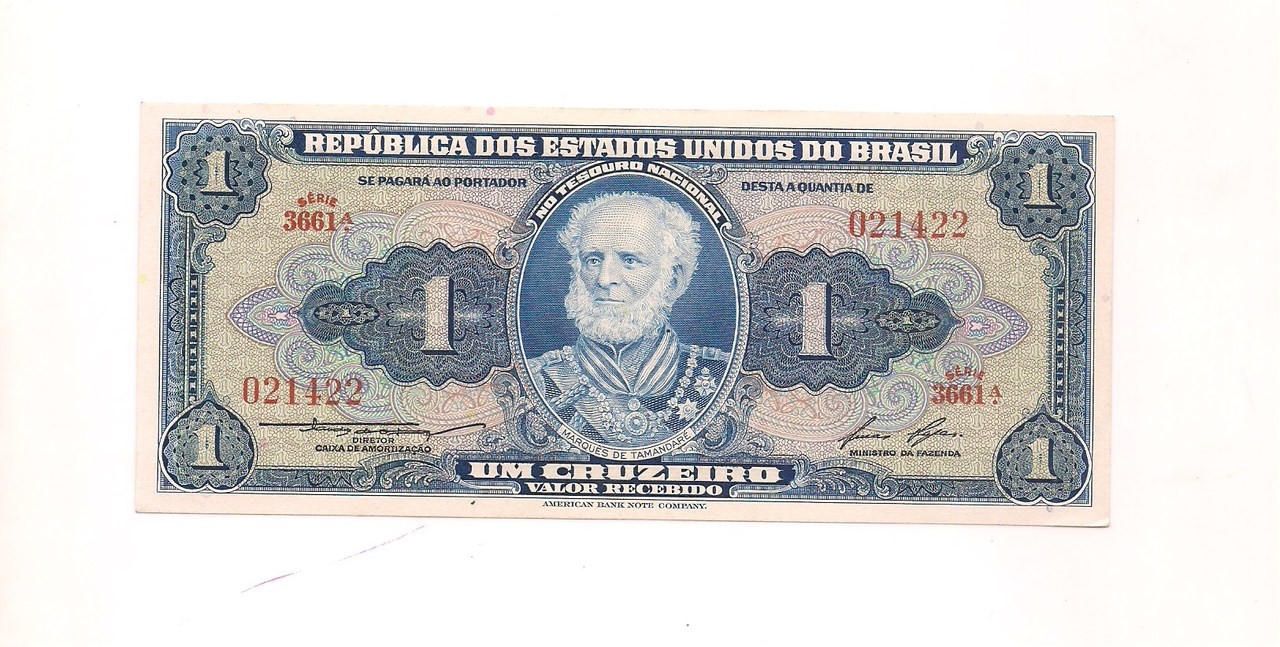 REPÚBLICA DOS ESTADOS UNIDOS DO BRASIL
1
1
SE PAGARÁ AO PORTADOR
NO TESOURO NACIONAL
DESTA A QUANTIA DE
SÉRIE
3661A
021422
1
1
021422
SÉRIE
3661A
DIRETOR
CAIXA DE AMORTIZAÇÃO
MARQUES DE TAMANDARÉ
MINISTRO DA FAZENDA
1
1
UM CRUZEIRO
VALOR RECEBIDO
AMERICAN BANK NOTE COMPANY.